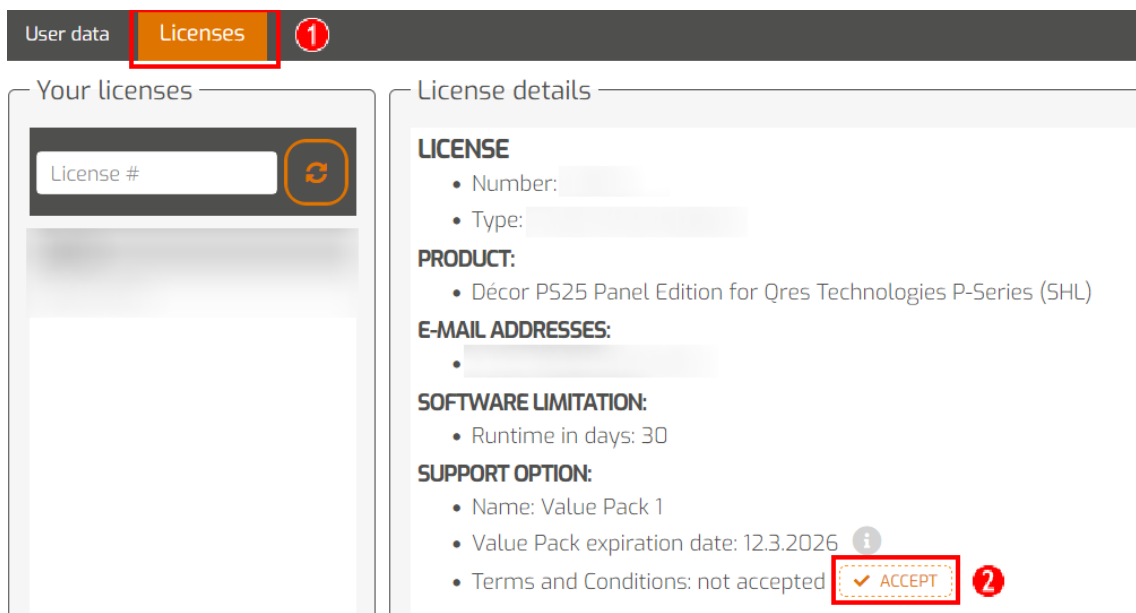 User data Licenses 1
Your licenses
License #
License details
LICENSE
• Number:
• Type:
PRODUCT:
• Décor PS25 Panel Edition for Qres Technologies P-Series (SHL)
E-MAIL ADDRESSES:
•
SOFTWARE LIMITATION:
• Runtime in days: 30
SUPPORT OPTION:
• Name: Value Pack 1
• Value Pack expiration date: 12.3.2026 i
• Terms and Conditions: not accepted ACCEPT 2